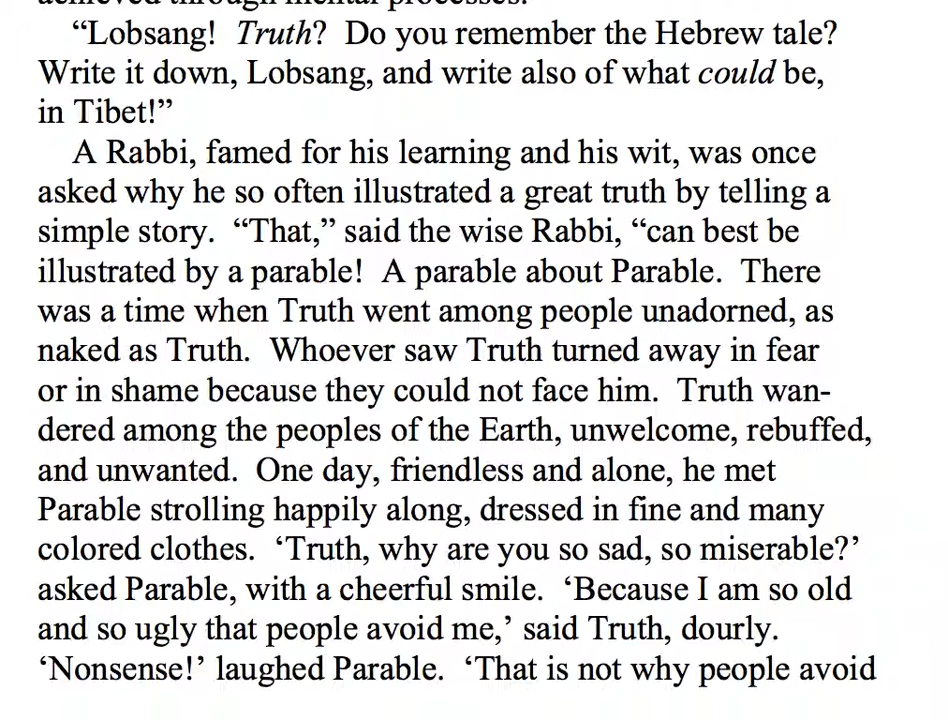 achieved through mental processes.
“Lobsang! Truth? Do you remember the Hebrew tale?
Write it down, Lobsang, and write also of what could be,
in Tibet!”
A Rabbi, famed for his learning and his wit, was once
asked why he so often illustrated a great truth by telling a
simple story. “That,” said the wise Rabbi, “can best be
illustrated by a parable! A parable about Parable. There
was a time when Truth went among people unadorned, as
naked as Truth. Whoever saw Truth turned away in fear
or in shame because they could not face him. Truth wan-
dered among the peoples of the Earth, unwelcome, rebuffed,
and unwanted. One day, friendless and alone, he met
Parable strolling happily along, dressed in fine and many
colored clothes. ‘Truth, why are you so sad, so miserable?’
asked Parable, with a cheerful smile. ‘Because I am so old
and so ugly that people avoid me,’ said Truth, dourly.
‘Nonsense!’ laughed Parable. ‘That is not why people avoid